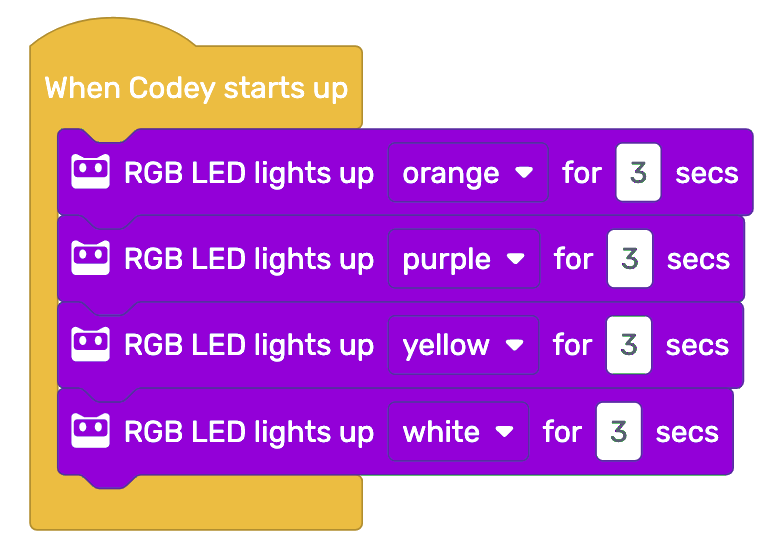 When Codey starts up
RGB LED lights up orange for 3 secs
RGB LED lights up purple for 3 secs
RGB LED lights up yellow for 3 secs
RGB LED lights up white for 3 secs